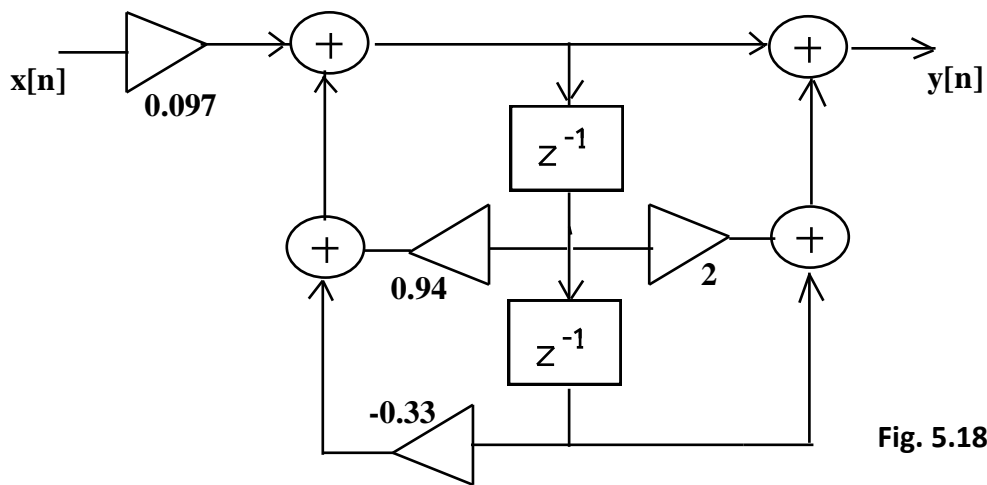 +
+
x[n]
y[n]
0.097
z⁻¹
+
+
0.94
2
z⁻¹
-0.33
Fig. 5.18